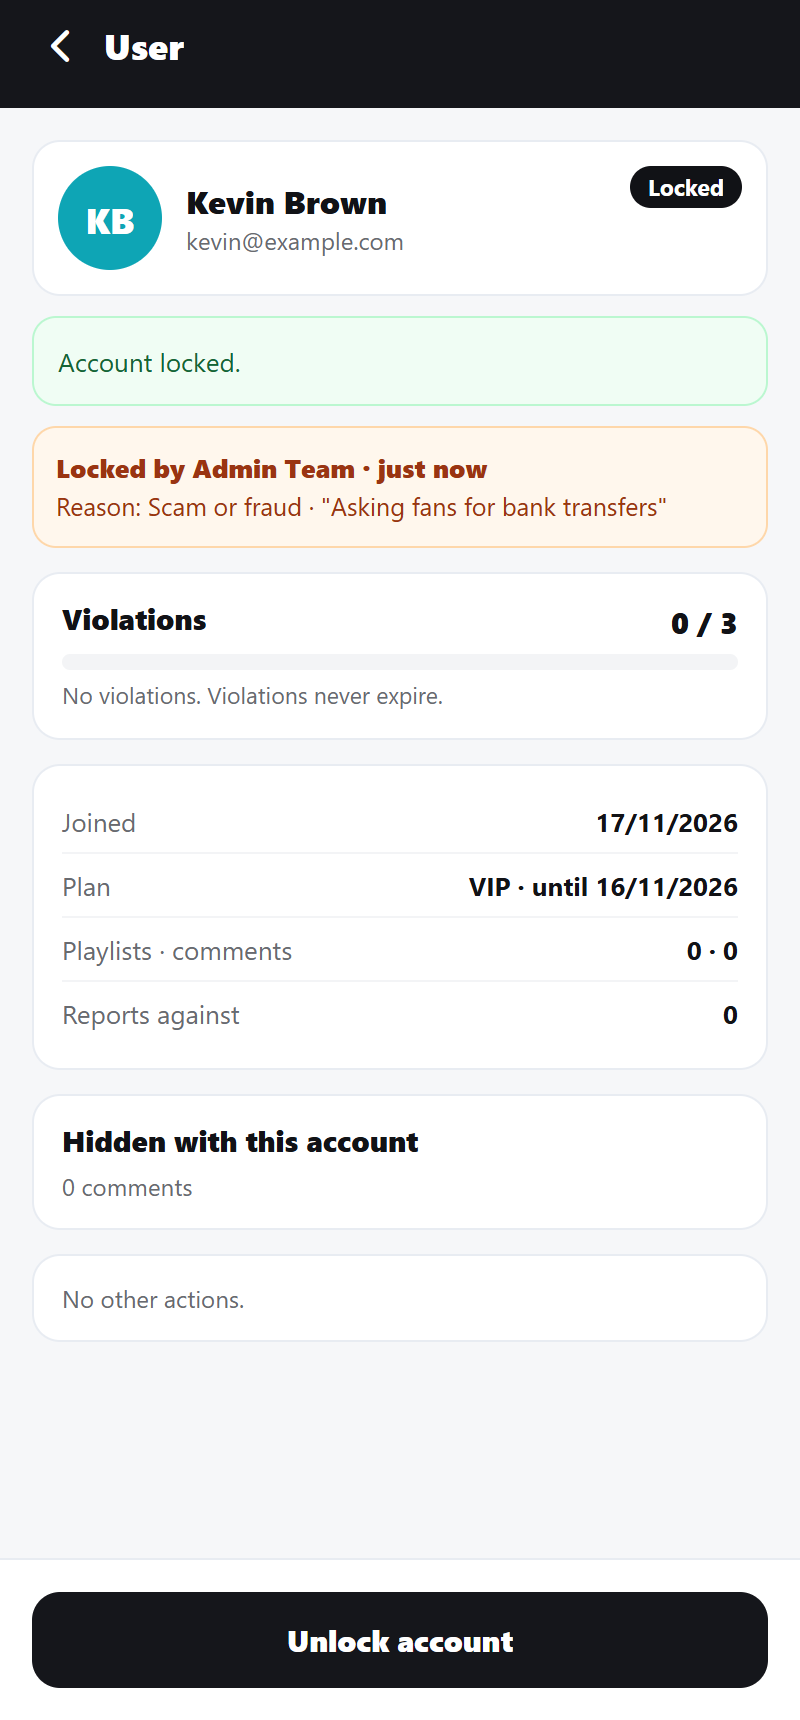 User
KB
Kevin Brown
kevin@example.com
Locked
Account locked.
Locked by Admin Team · just now
Reason: Scam or fraud · "Asking fans for bank transfers"
Violations
0 / 3
No violations. Violations never expire.
Joined
17/11/2026
Plan
VIP · until 16/11/2026
Playlists · comments
0 · 0
Reports against
0
Hidden with this account
0 comments
No other actions.
Unlock account